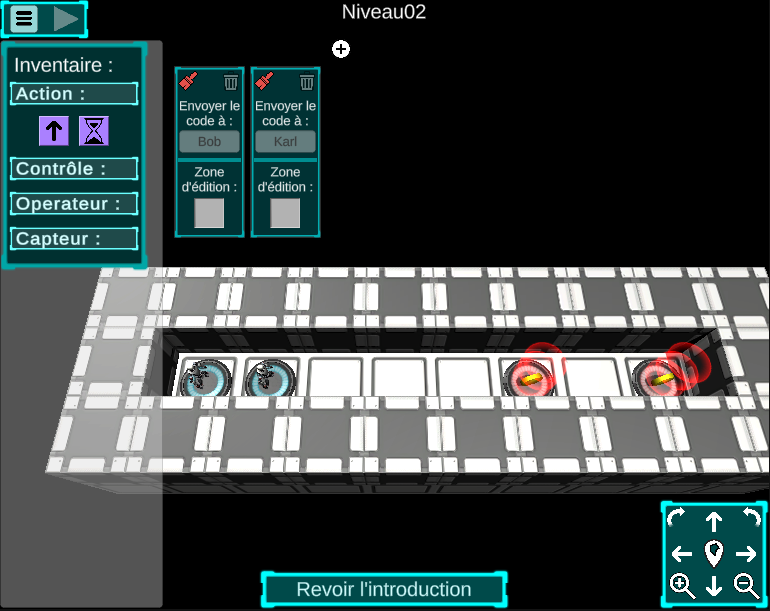 Niveau02
Inventaire :
Action :
Contrôle :
Operateur :
Capteur :
Envoyer le
code à :
Bob
Zone
d'édition :
Envoyer le
code à :
Karl
Zone
d'édition :
Revoir l'introduction